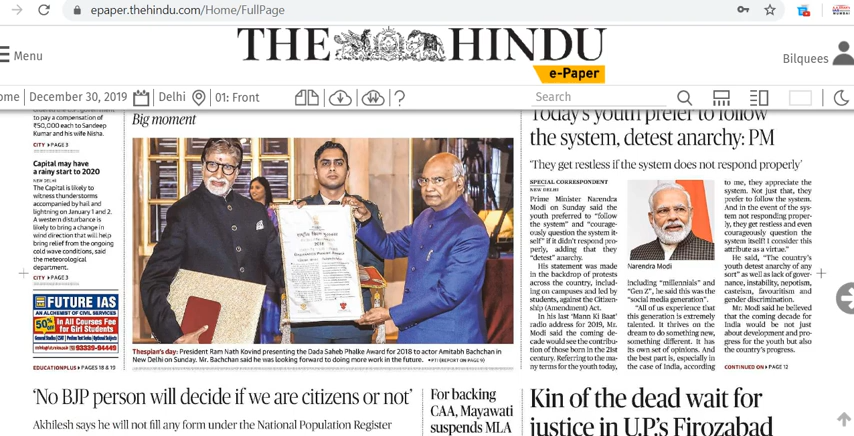 epaper.thehindu.com/Home/FullPage
Menu
THE HINDU
e-Paper
Bilquees
ome
December 30, 2019
Delhi
01: Front
?
Search
to pay a compensation of
₹50,000 each to Sandeep
Kumar and his wife Nisha.
CITY ▸ PAGE 3
Capital may have
a rainy start to 2020
NEW DELHI
The Capital is likely to
witness thunderstorms
accompanied by hail and
lightning on January 1 and 2.
A western disturbance is
likely to bring a change in
wind direction that will help
bring relief from the ongoing
cold wave conditions, said
the meteorological
department.
CITY ▸ PAGE 3
FUTURE IAS
AN ALCHEMIST OF CIVIL SERVICES
50% off
in All Courses Fee
for Girl Students
93339-94449
EDUCATIONPLUS ▸ PAGES 18 & 19
Big moment
Thespian's day: President Ram Nath Kovind presenting the Dada Saheb Phalke Award for 2018 to actor Amitabh Bachchan in
New Delhi on Sunday. Mr. Bachchan said he was looking forward to doing more work in the future. ▪ PTI (REPORT ON PAGE 9)
Today's youth prefer to follow
the system, detest anarchy: PM
'They get restless if the system does not respond properly'
SPECIAL CORRESPONDENT
NEW DELHI
Prime Minister Narendra
Modi on Sunday said the
youth preferred to "follow
the system" and "courage-
ously question the system it-
self" if it didn't respond pro-
perly, adding that they
"detest" anarchy.
His statement was made
in the backdrop of protests
across the country, includ-
ing on campuses and led by
students, against the Citizen-
ship (Amendment) Act.
In his last 'Mann Ki Baat'
radio address for 2019, Mr.
Modi said the coming de-
cade would see the contribu-
tion of those born in the 21st
century. Referring to the ma-
ny terms for the youth today,
Narendra Modi
including "millennials" and
"Gen Z", he said this was the
"social media generation".
"All of us experience that
this generation is extremely
talented. It thrives on the
dream to do something new,
something different. It has
its own set of opinions. And
the best part is, especially in
the case of India, according
to me, they appreciate the
system. Not just that, they
prefer to follow the system.
And in the event of the sys-
tem not responding proper-
ly, they get restless and even
courageously question the
system itself! I consider this
attribute as a virtue."
He said, "The country's
youth detest anarchy of any
sort" as well as lack of gover-
nance, instability, nepotism,
casteism, favouritism and
gender discrimination.
Mr. Modi said he believed
that the coming decade for
India would be not just
about development and pro-
gress for the youth but also
the country's progress.
CONTINUED ON ▸ PAGE 12
'No BJP person will decide if we are citizens or not'
Akhilesh says he will not fill any form under the National Population Register
For backing
CAA, Mayawati
suspends MLA
Kin of the dead wait for
justice in U.P.'s Firozabad